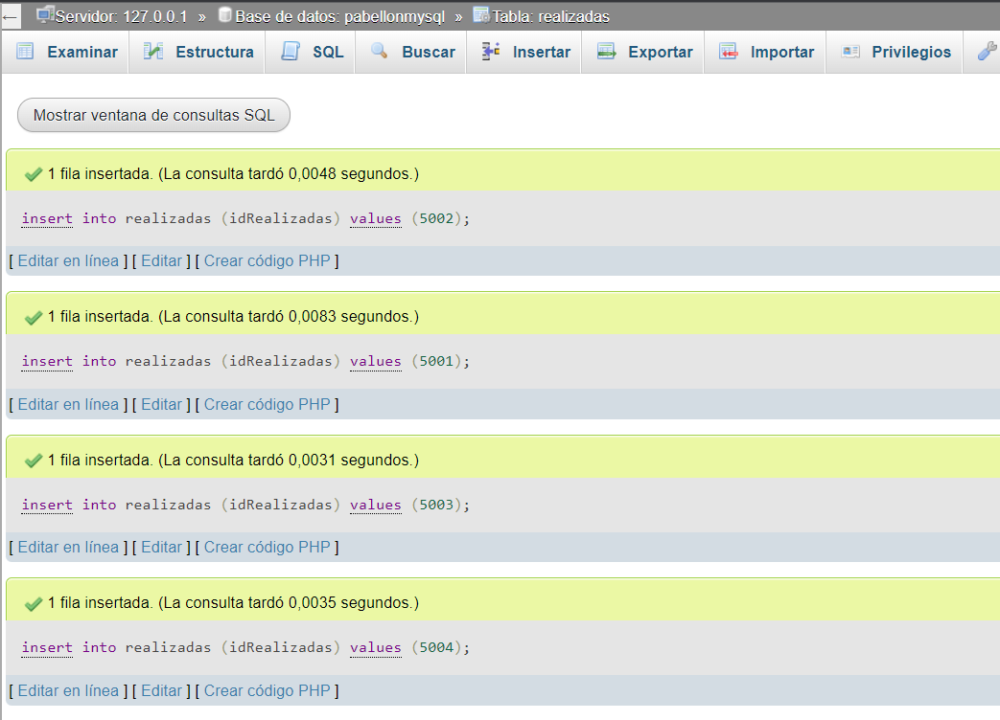 ← Servidor: 127.0.0.1 » Base de datos: pabellonmysql » Tabla: realizadas
Examinar Estructura SQL Buscar Insertar Exportar Importar Privilegios
Mostrar ventana de consultas SQL
1 fila insertada. (La consulta tardó 0,0048 segundos.)
insert into realizadas (idRealizadas) values (5002);
[ Editar en línea ] [ Editar ] [ Crear código PHP ]
1 fila insertada. (La consulta tardó 0,0083 segundos.)
insert into realizadas (idRealizadas) values (5001);
[ Editar en línea ] [ Editar ] [ Crear código PHP ]
1 fila insertada. (La consulta tardó 0,0031 segundos.)
insert into realizadas (idRealizadas) values (5003);
[ Editar en línea ] [ Editar ] [ Crear código PHP ]
1 fila insertada. (La consulta tardó 0,0035 segundos.)
insert into realizadas (idRealizadas) values (5004);
[ Editar en línea ] [ Editar ] [ Crear código PHP ]